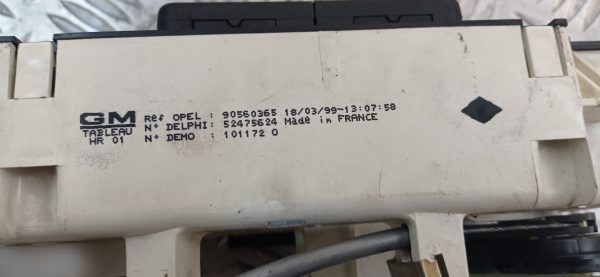 GM
TABLEAU
HR 01
Ref OPEL : 90560365 18/03/99-13:07:58
N° DELPHI: 52475624 Made in FRANCE
N° DEMO : 101172 0